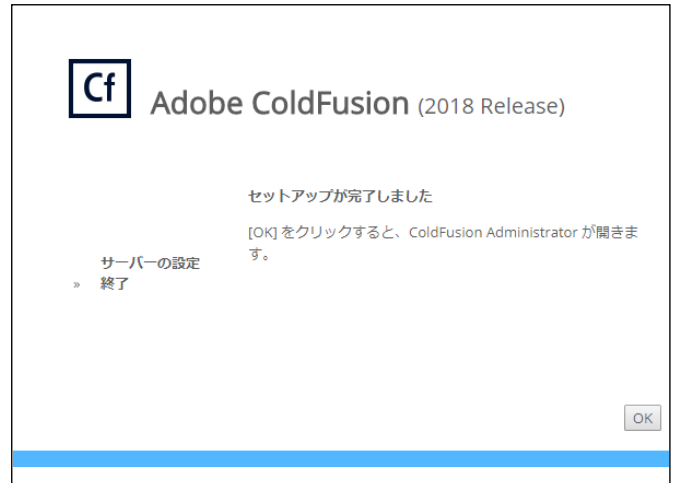 Cf
Adobe ColdFusion (2018 Release)
セットアップが完了しました
[OK] をクリックすると、ColdFusion Administrator が開きま
す。
サーバーの設定
» 終了
OK